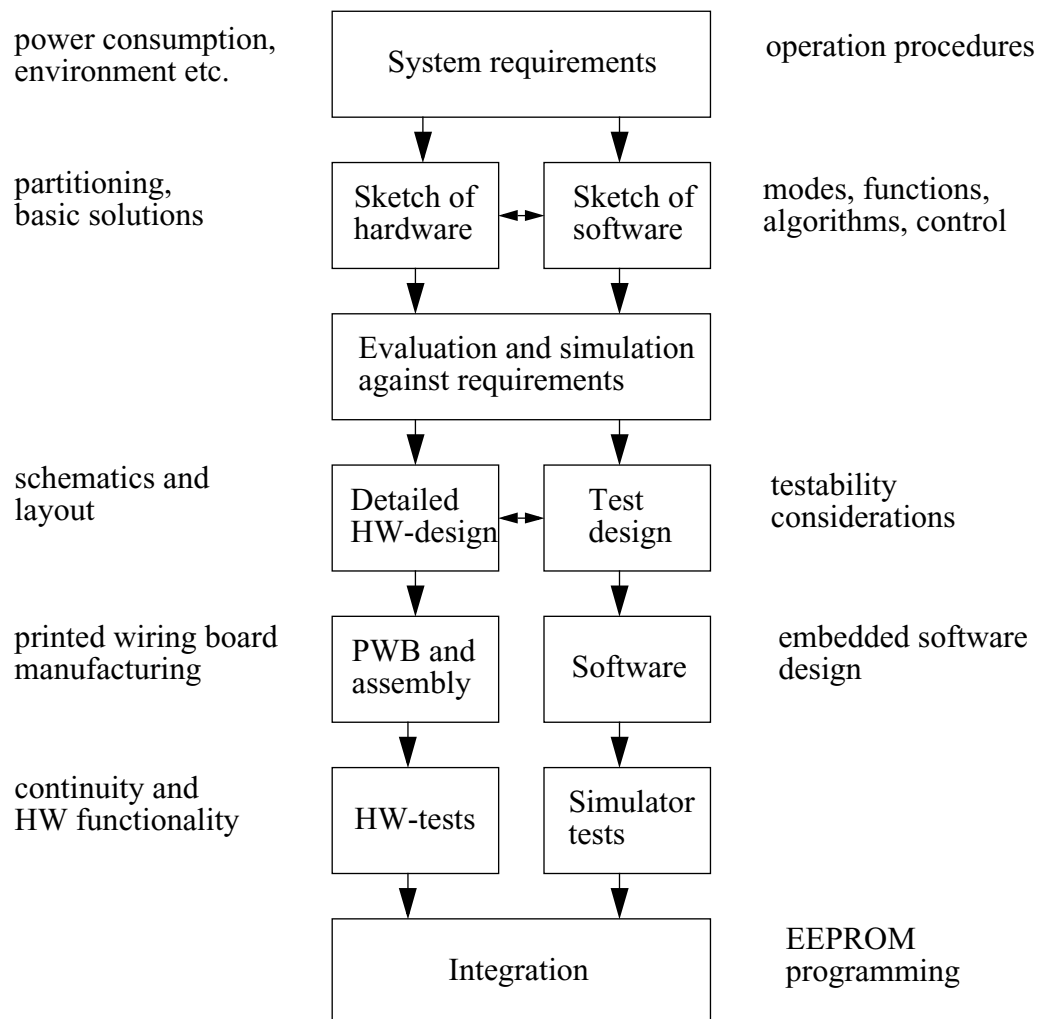 power consumption,
environment etc.
System requirements
operation procedures
partitioning,
basic solutions
Sketch of
hardware
Sketch of
software
modes, functions,
algorithms, control
Evaluation and simulation
against requirements
schematics and
layout
Detailed
HW-design
Test
design
testability
considerations
printed wiring board
manufacturing
PWB and
assembly
Software
embedded software
design
continuity and
HW functionality
HW-tests
Simulator
tests
Integration
EEPROM
programming